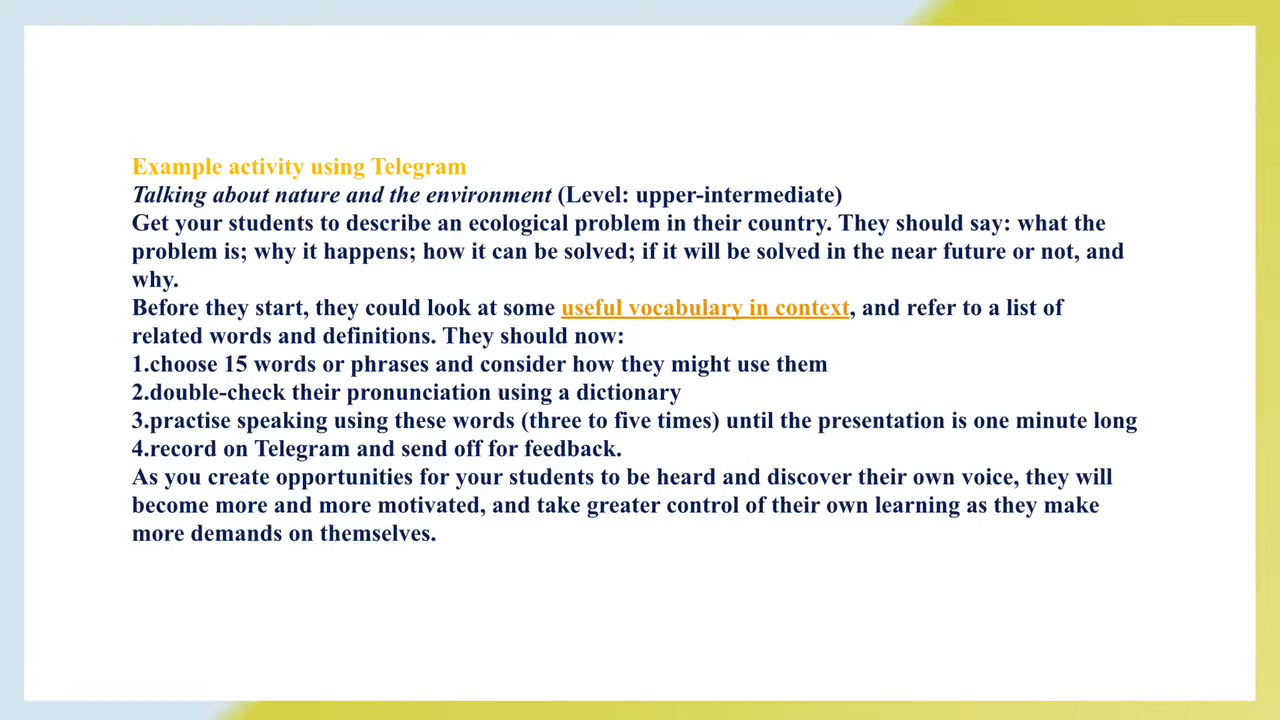 Example activity using Telegram
Talking about nature and the environment (Level: upper-intermediate)
Get your students to describe an ecological problem in their country. They should say: what the
problem is; why it happens; how it can be solved; if it will be solved in the near future or not, and
why.
Before they start, they could look at some useful vocabulary in context, and refer to a list of
related words and definitions. They should now:
1.choose 15 words or phrases and consider how they might use them
2.double-check their pronunciation using a dictionary
3.practise speaking using these words (three to five times) until the presentation is one minute long
4.record on Telegram and send off for feedback.
As you create opportunities for your students to be heard and discover their own voice, they will
become more and more motivated, and take greater control of their own learning as they make
more demands on themselves.